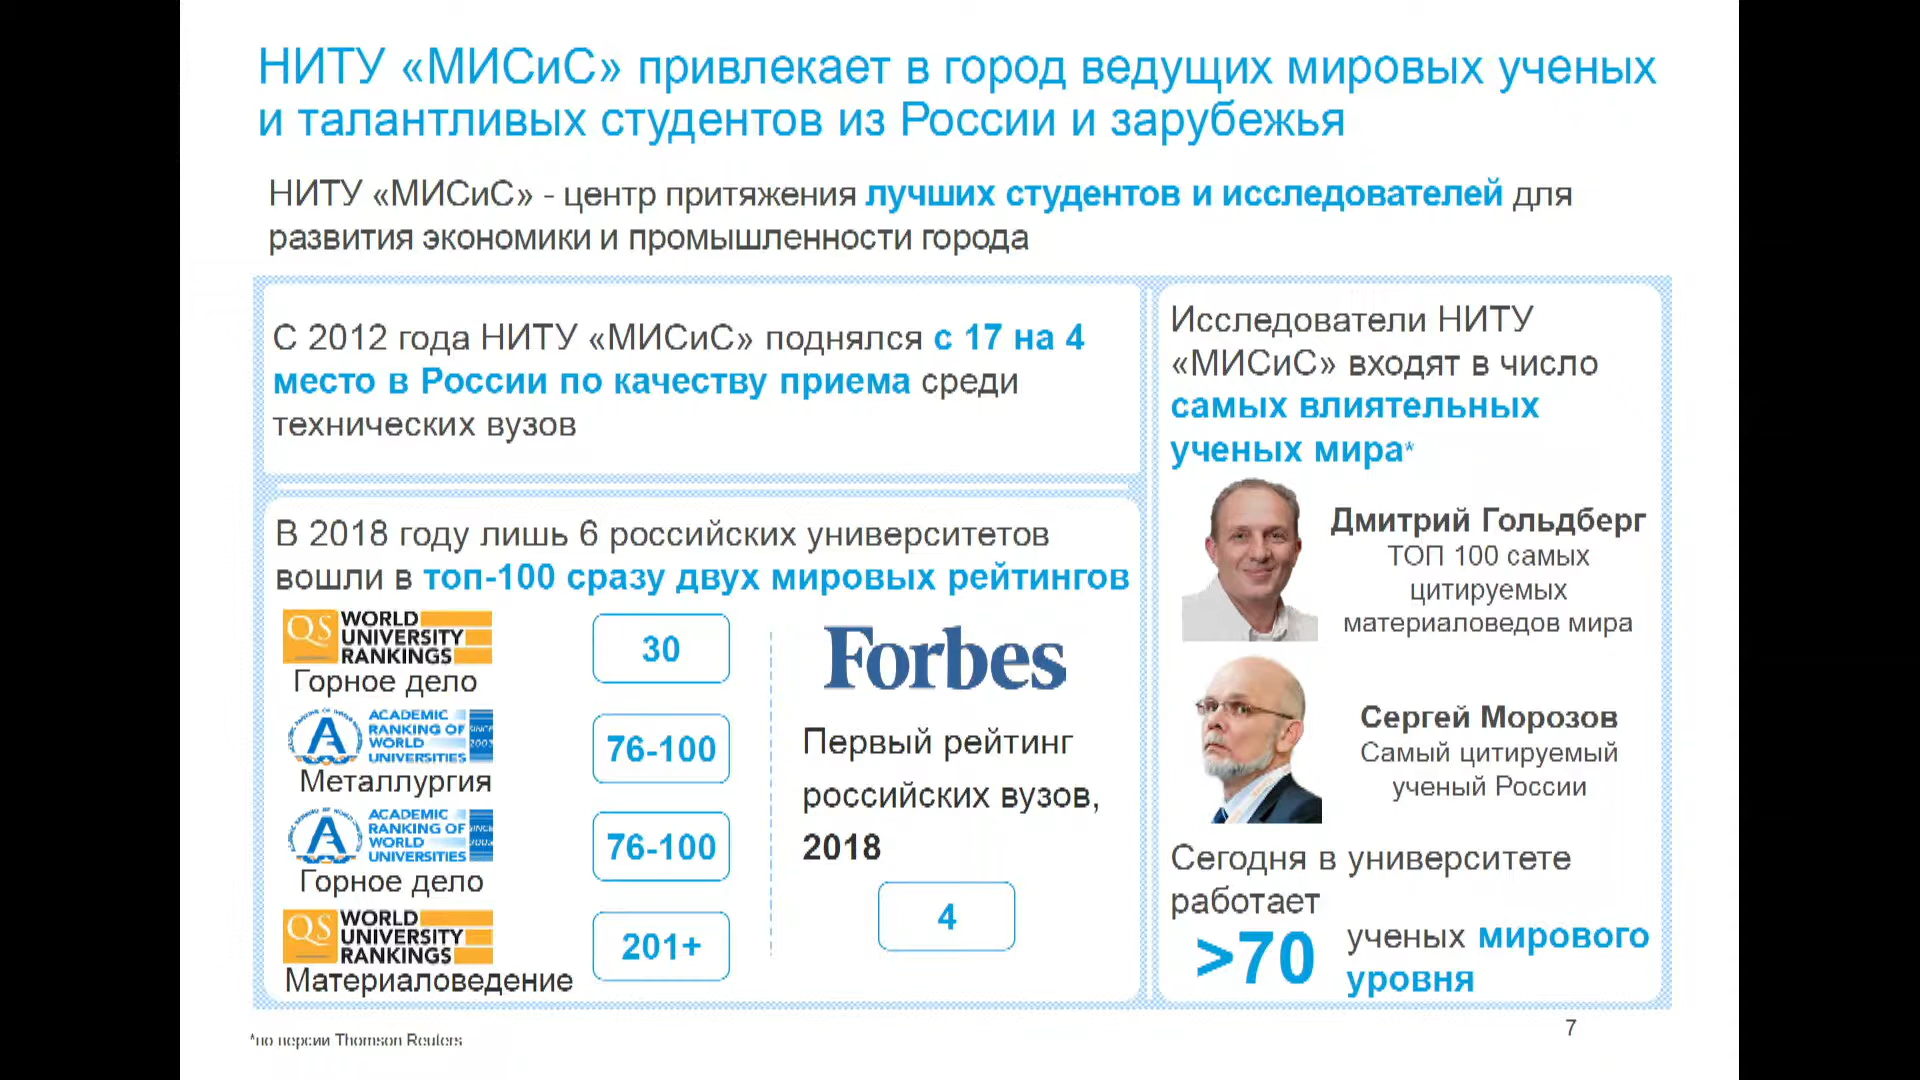 НИТУ «МИСиС» привлекает в город ведущих мировых ученых
и талантливых студентов из России и зарубежья
НИТУ «МИСиС» - центр притяжения лучших студентов и исследователей для
развития экономики и промышленности города
С 2012 года НИТУ «МИСиС» поднялся с 17 на 4
место в России по качеству приема среди
технических вузов
В 2018 году лишь 6 российских университетов
вошли в топ-100 сразу двух мировых рейтингов
QS WORLD
UNIVERSITY
RANKINGS
Горное дело
30
ACADEMIC
RANKING OF
WORLD
UNIVERSITIES
SINCE
2003
Металлургия
76-100
ACADEMIC
RANKING OF
WORLD
UNIVERSITIES
SINCE
2003
Горное дело
76-100
QS WORLD
UNIVERSITY
RANKINGS
Материаловедение
201+
Forbes
Первый рейтинг
российских вузов,
2018
4
Исследователи НИТУ
«МИСиС» входят в число
самых влиятельных
ученых мира*
Дмитрий Гольдберг
ТОП 100 самых
цитируемых
материаловедов мира
Сергей Морозов
Самый цитируемый
ученый России
Сегодня в университете
работает
>70 ученых мирового
уровня
*по версии Thomson Reuters
7